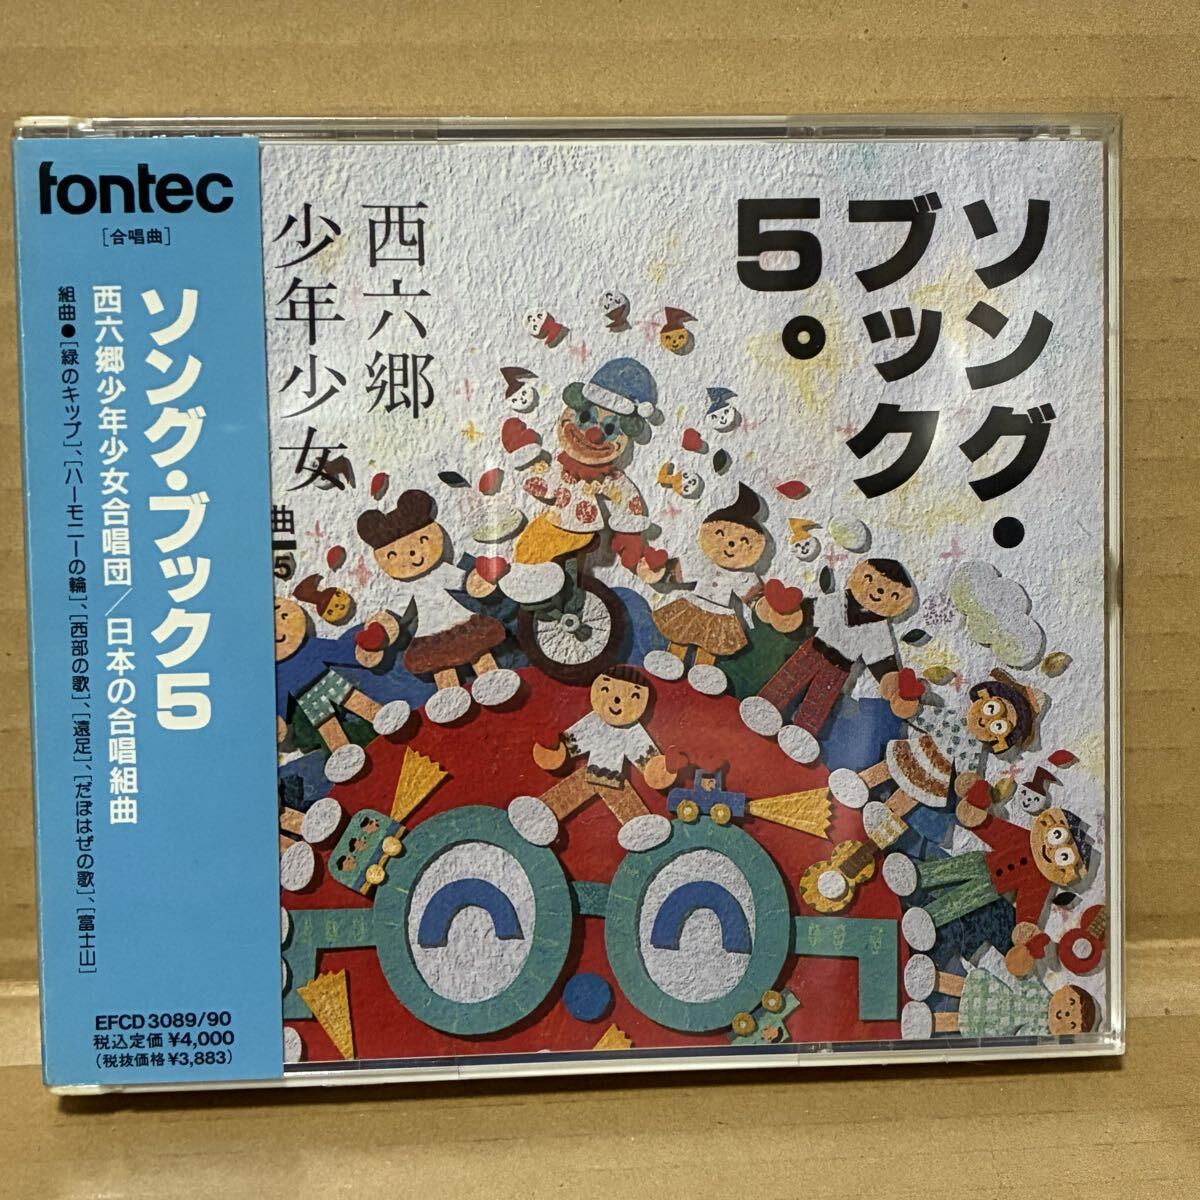 fontec
[合唱曲]
ソング・ブック5
西六郷少年少女合唱団/日本の合唱組曲
組曲●[緑のキップ]、[ハーモニーの輪]、[西部の歌]、[遠足]、[だぼはぜの歌]、[富士山]
EFCD 3089/90
税込定価 ¥4,000
(税抜価格 ¥3,883)
ソング・
ブック
5。
西六郷
少年少女
曲
5